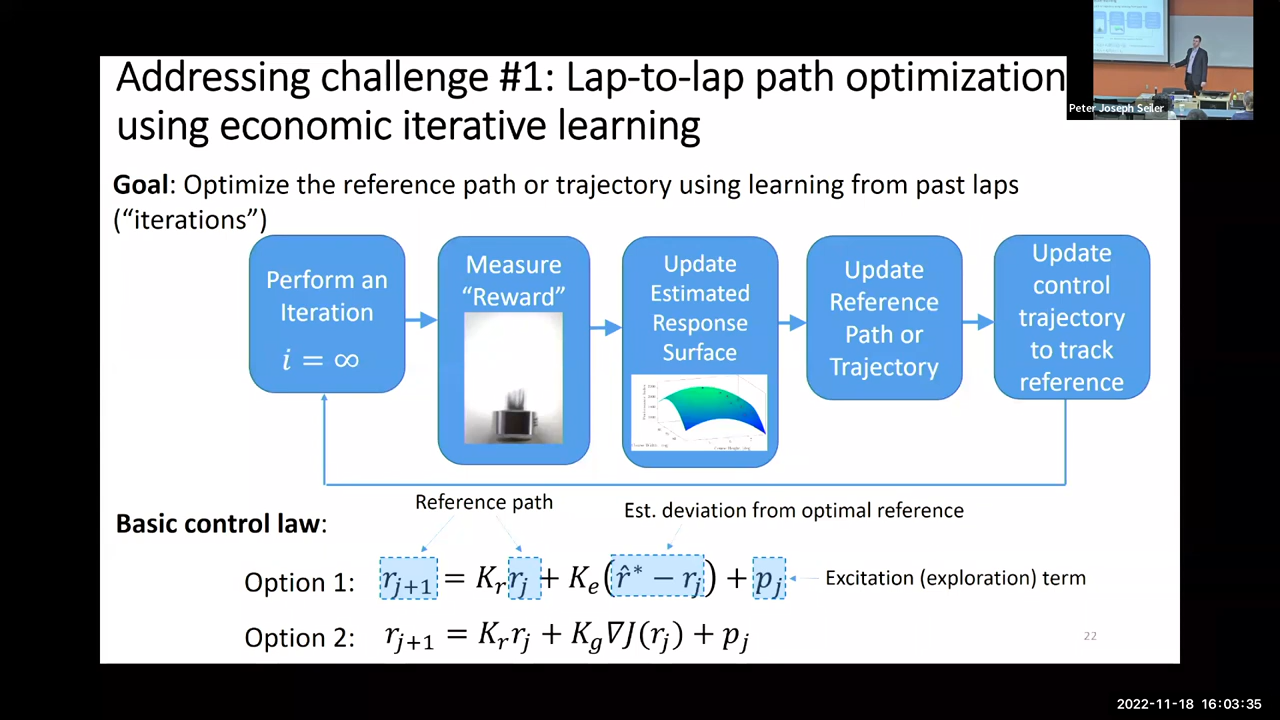 Addressing challenge #1: Lap-to-lap path optimization
using economic iterative learning
Peter Joseph Seiler
Goal: Optimize the reference path or trajectory using learning from past laps
(“iterations”)
Perform an
Iteration
i = ∞
Measure
“Reward”
Update
Estimated
Response
Surface
Update
Reference
Path or
Trajectory
Update
control
trajectory
to track
reference
Reference path
Est. deviation from optimal reference
Basic control law:
Option 1: r_{j+1} = K_r r_j + K_e(r̂* − r_j) + p_j
Excitation (exploration) term
Option 2: r_{j+1} = K_r r_j + K_g∇J(r_j) + p_j
22
2022-11-18 16:03:35